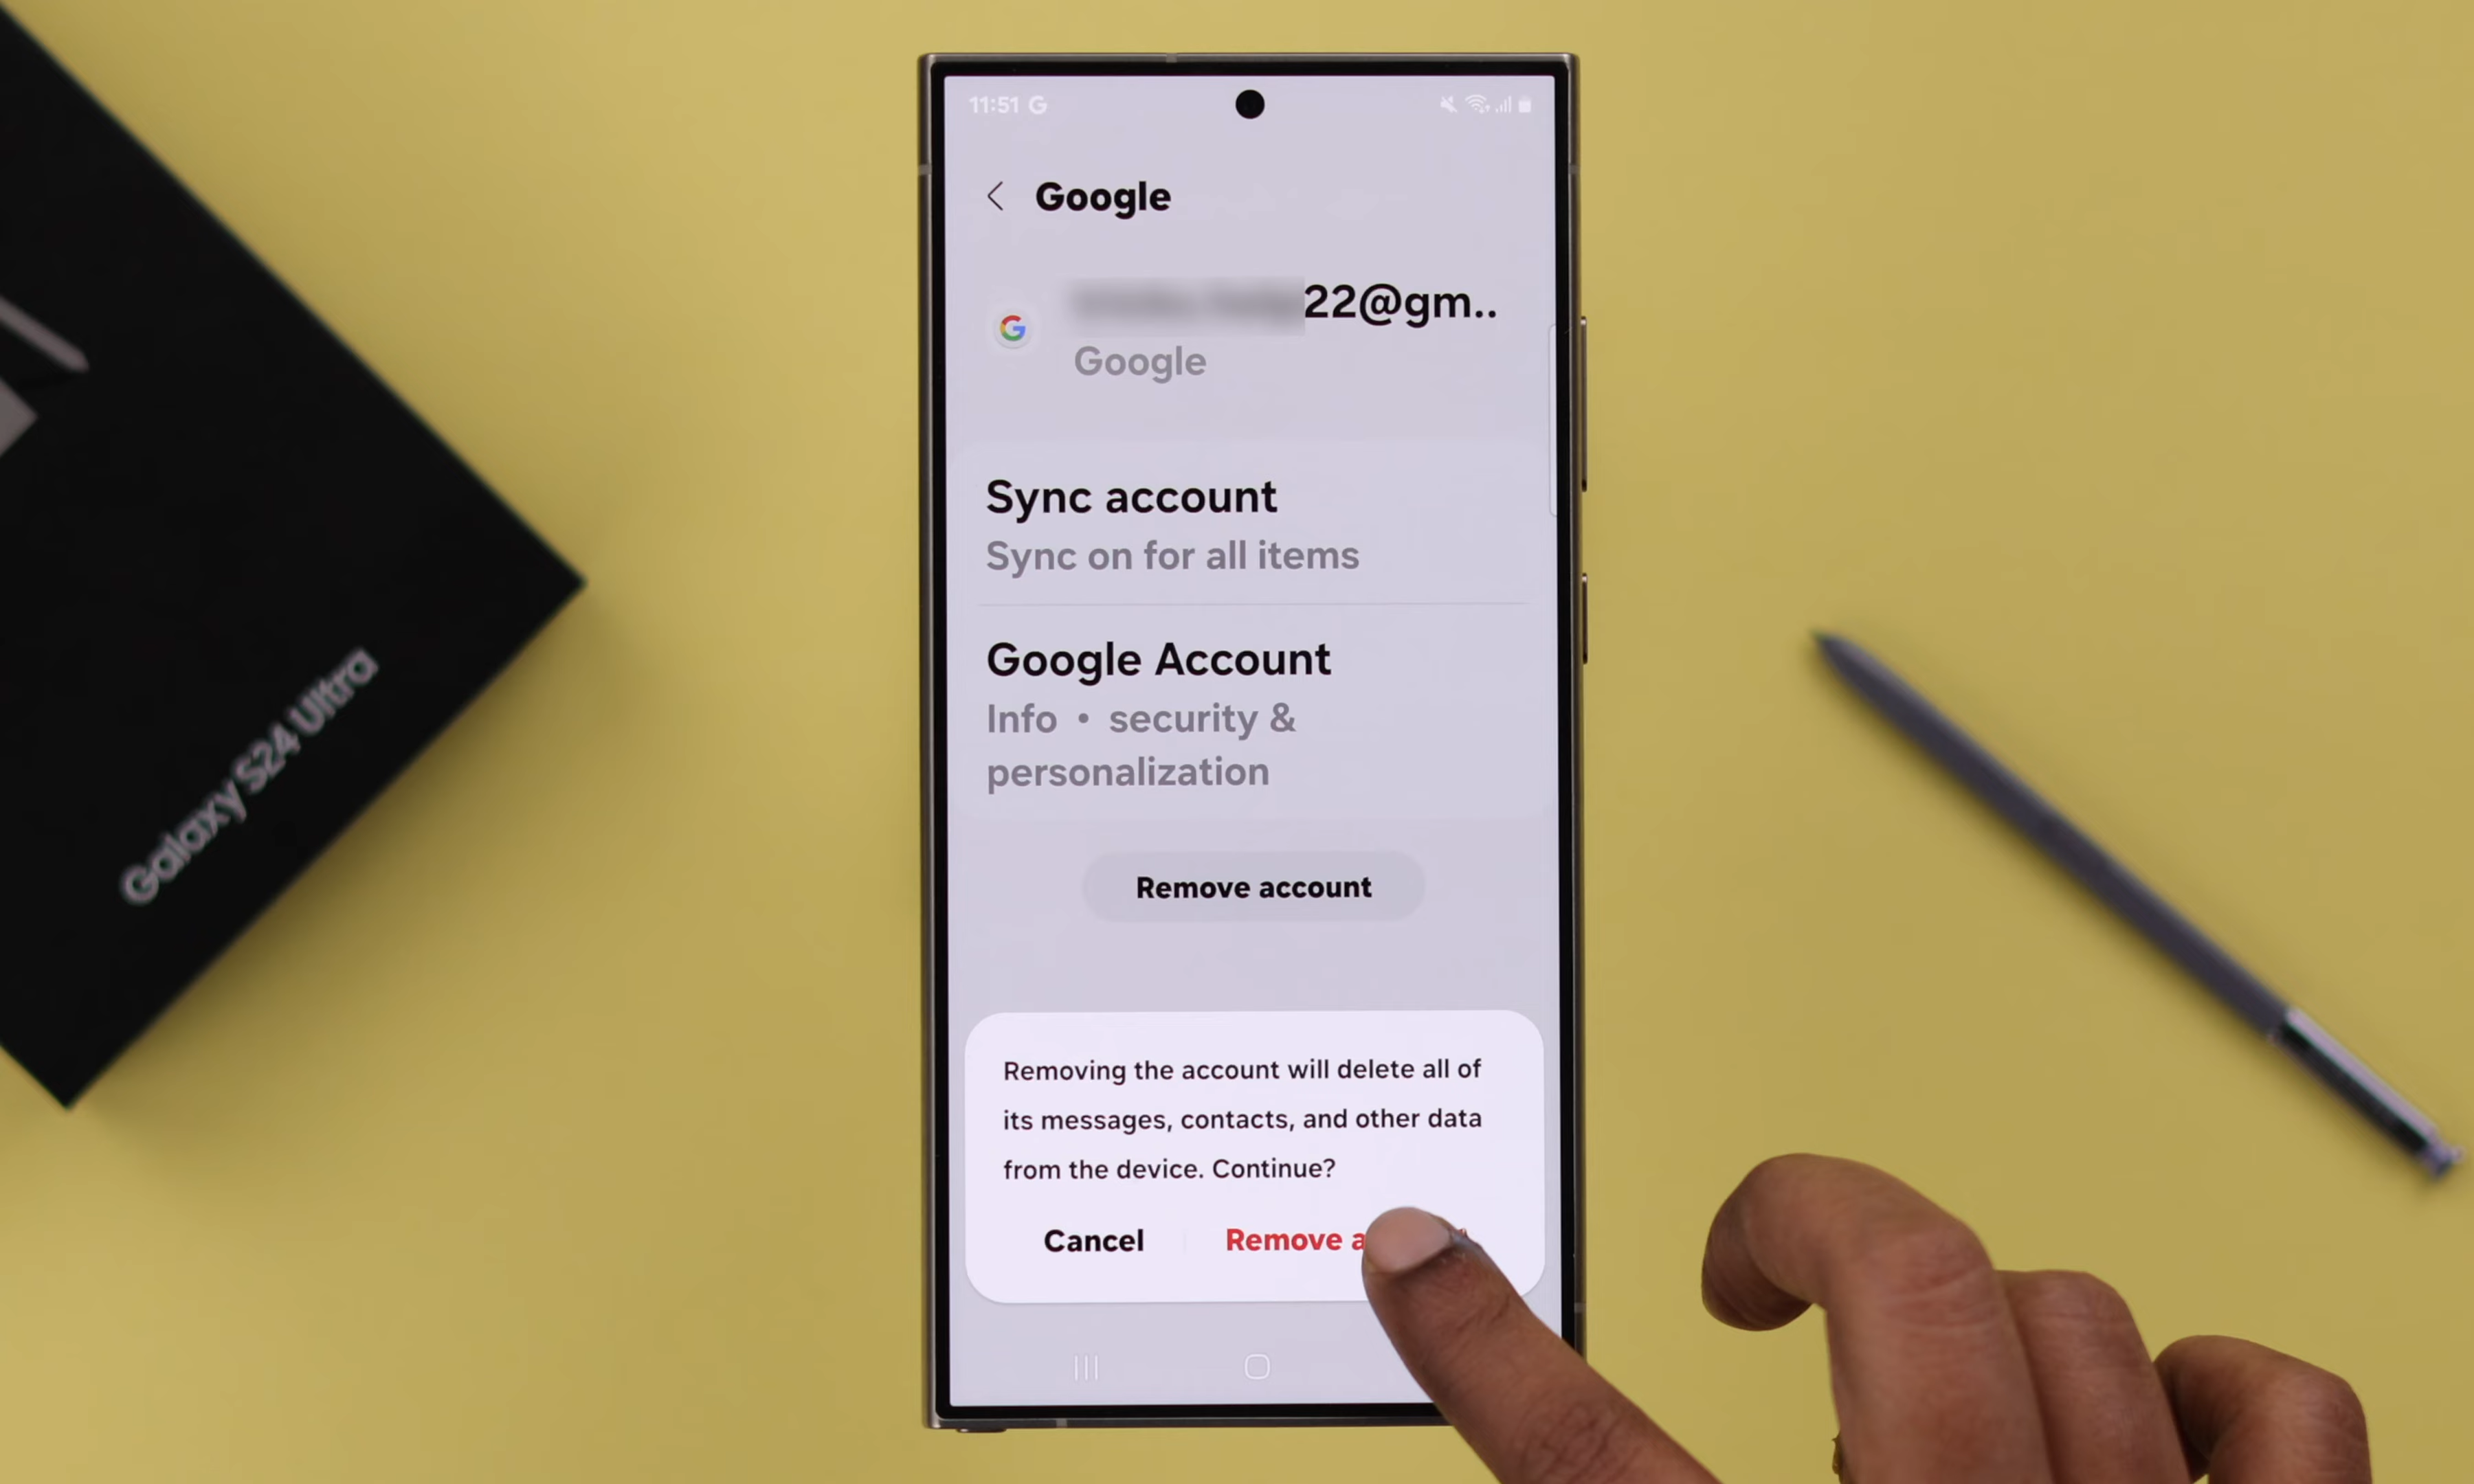 11:51 G
Google
22@gm..
Google
Sync account
Sync on for all items
Google Account
Info • security &
personalization
Remove account
Removing the account will delete all of
its messages, contacts, and other data
from the device. Continue?
Cancel
Remove a
Galaxy S24 Ultra